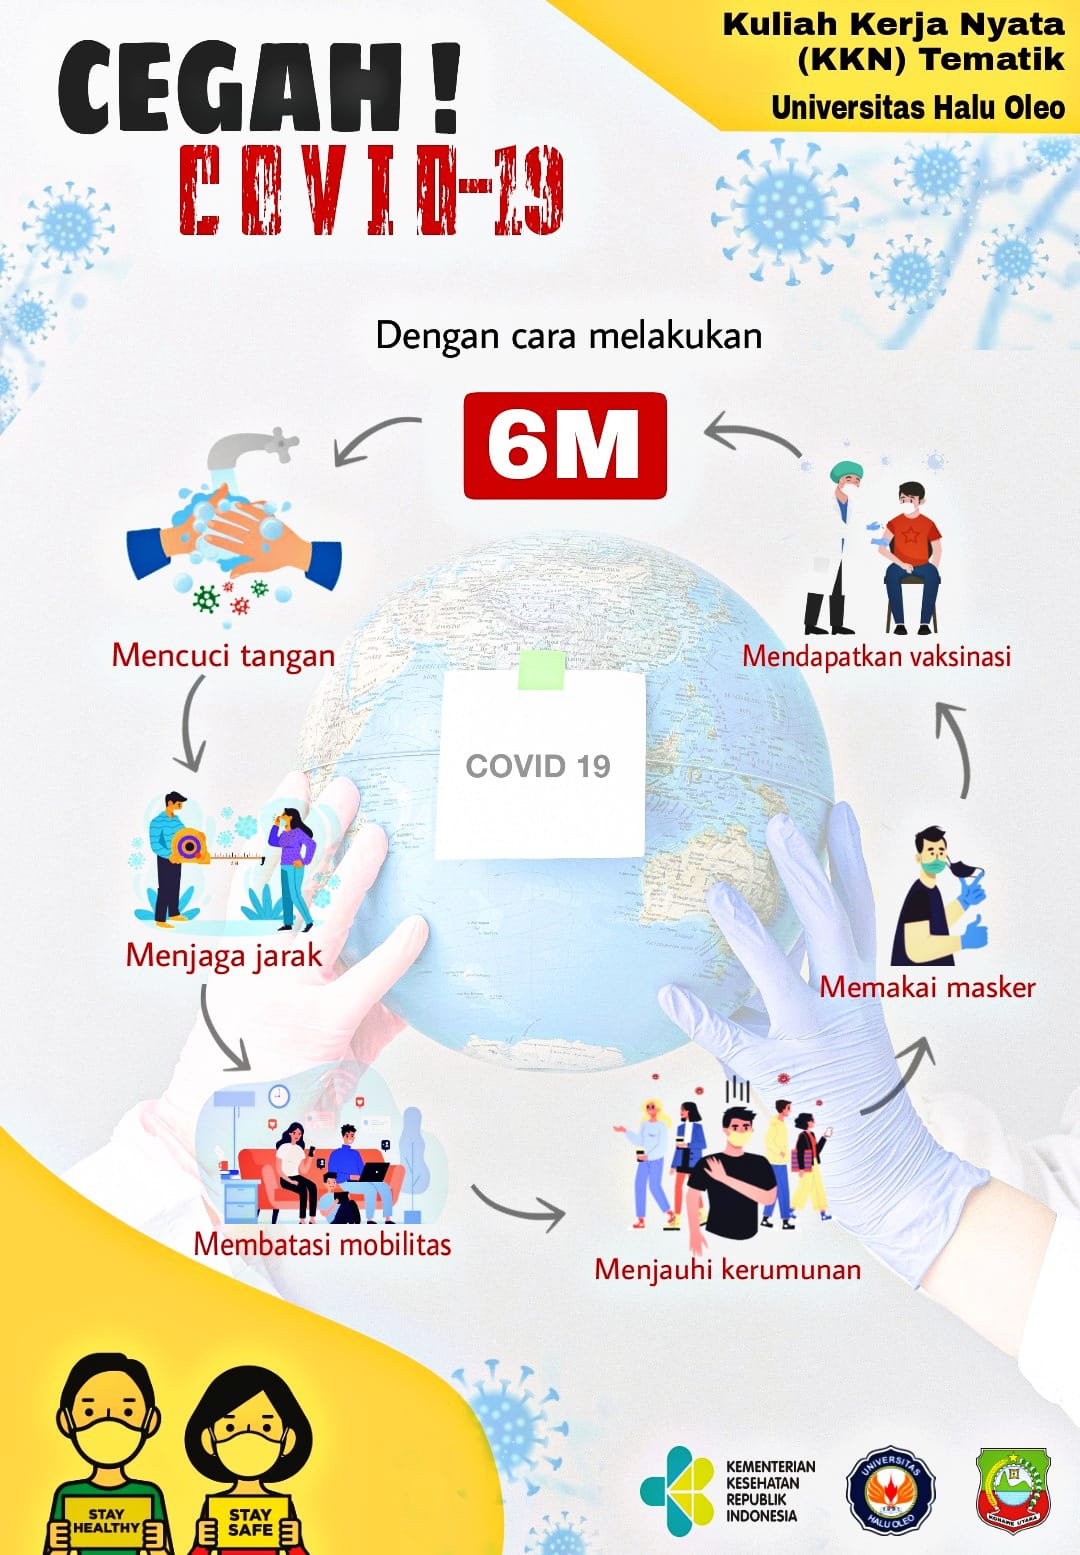 CEGAH !
COVID-19
Kuliah Kerja Nyata
(KKN) Tematik
Universitas Halu Oleo
Dengan cara melakukan
6M
Mencuci tangan
Mendapatkan vaksinasi
COVID 19
Menjaga jarak
Memakai masker
Membatasi mobilitas
Menjauhi kerumunan
STAY
HEALTHY
STAY
SAFE
KEMENTERIAN
KESEHATAN
REPUBLIK
INDONESIA
UNIVERSITAS
HALU OLEO
KONAWE UTARA